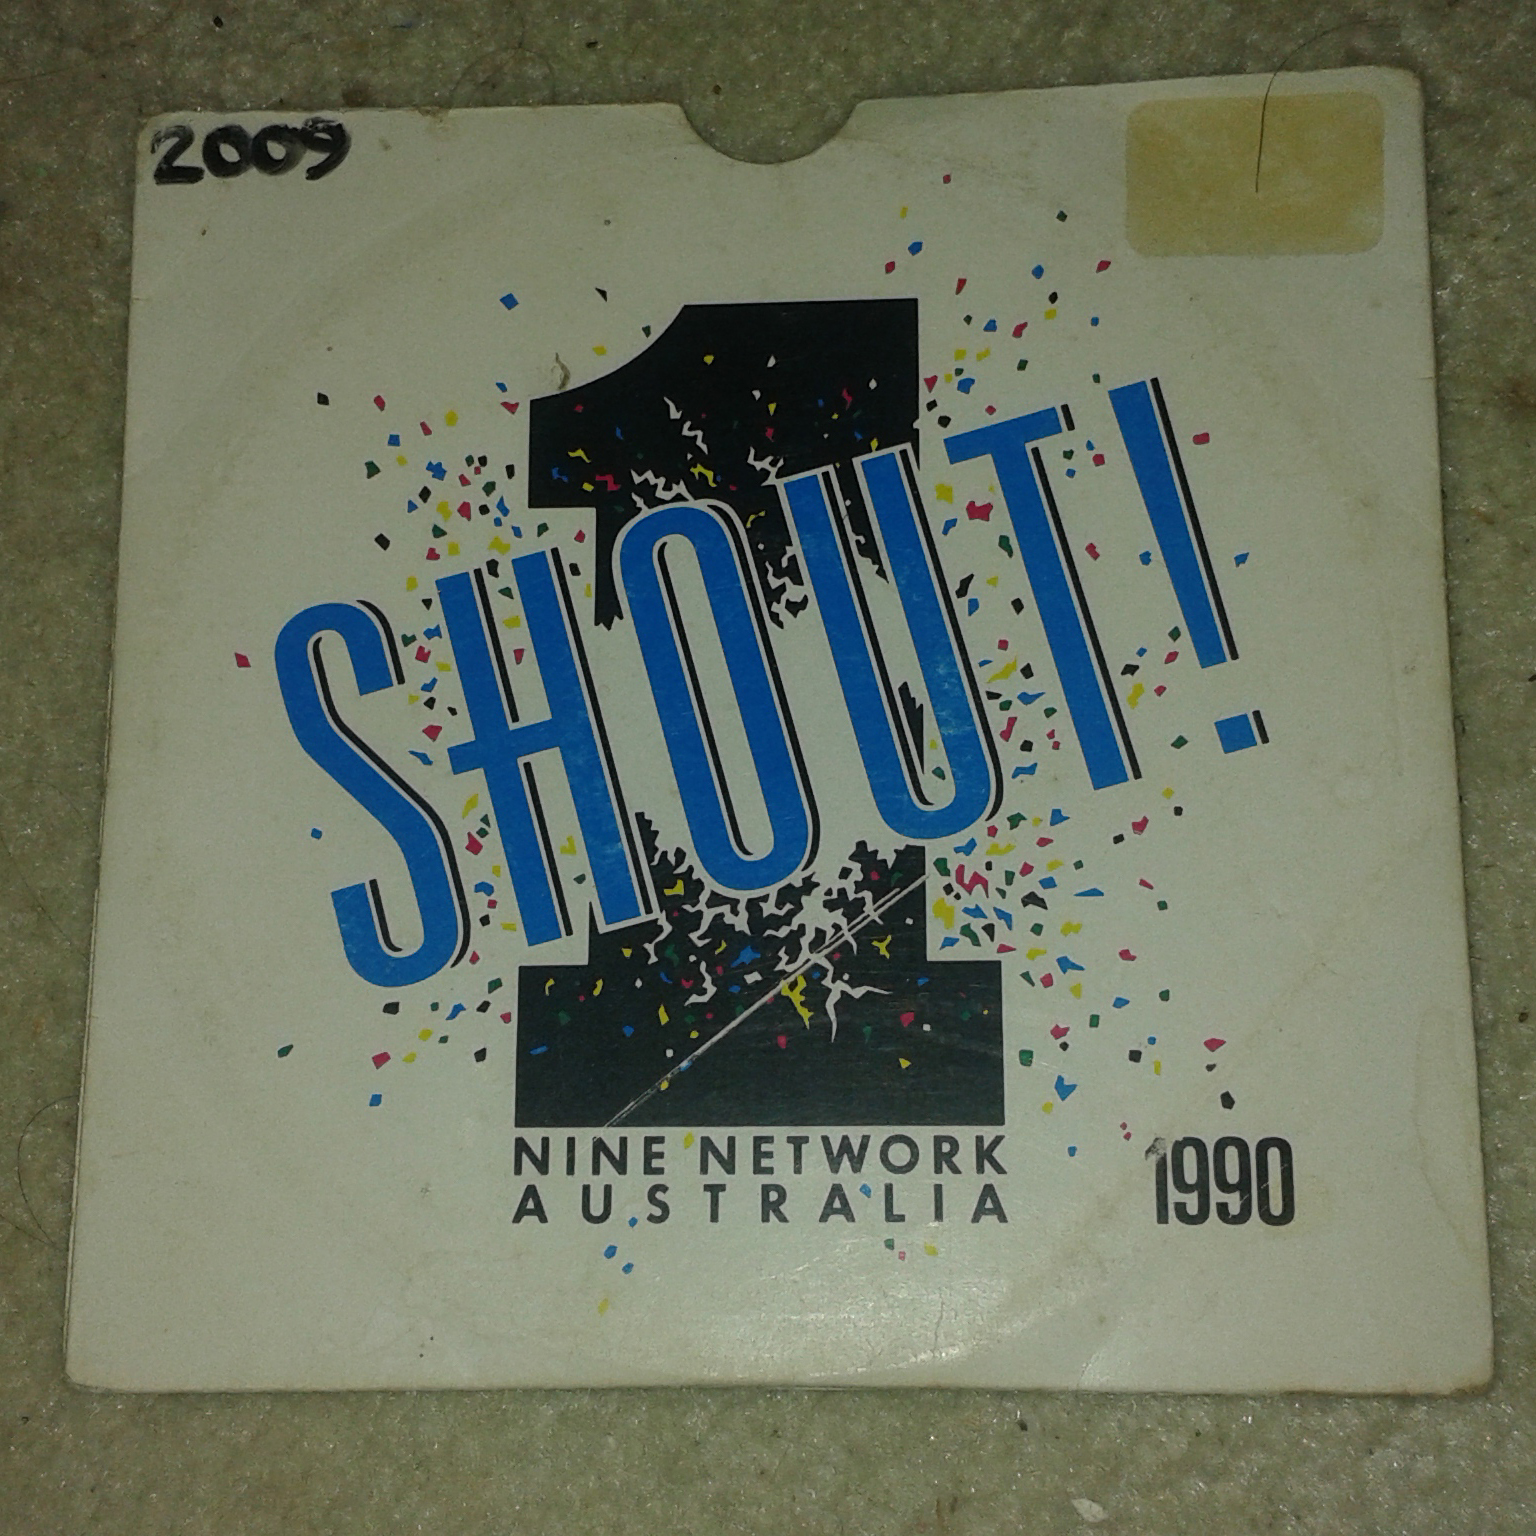 2009
1
SHOUT!
NINE NETWORK
AUSTRALIA
1990